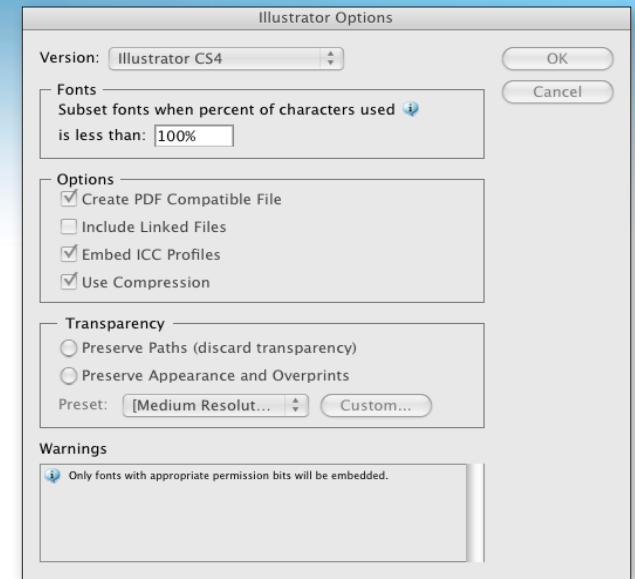 Illustrator Options
Version: Illustrator CS4
OK
Cancel
Fonts
Subset fonts when percent of characters used
is less than: 100%
Options
Create PDF Compatible File
Include Linked Files
Embed ICC Profiles
Use Compression
Transparency
Preserve Paths (discard transparency)
Preserve Appearance and Overprints
Preset: [Medium Resolut... Custom...
Warnings
Only fonts with appropriate permission bits will be embedded.